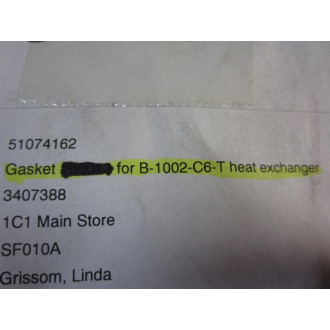 51074162
Gasket for B-1002-C6-T heat exchanger
3407388
1C1 Main Store
SF010A
Grissom, Linda